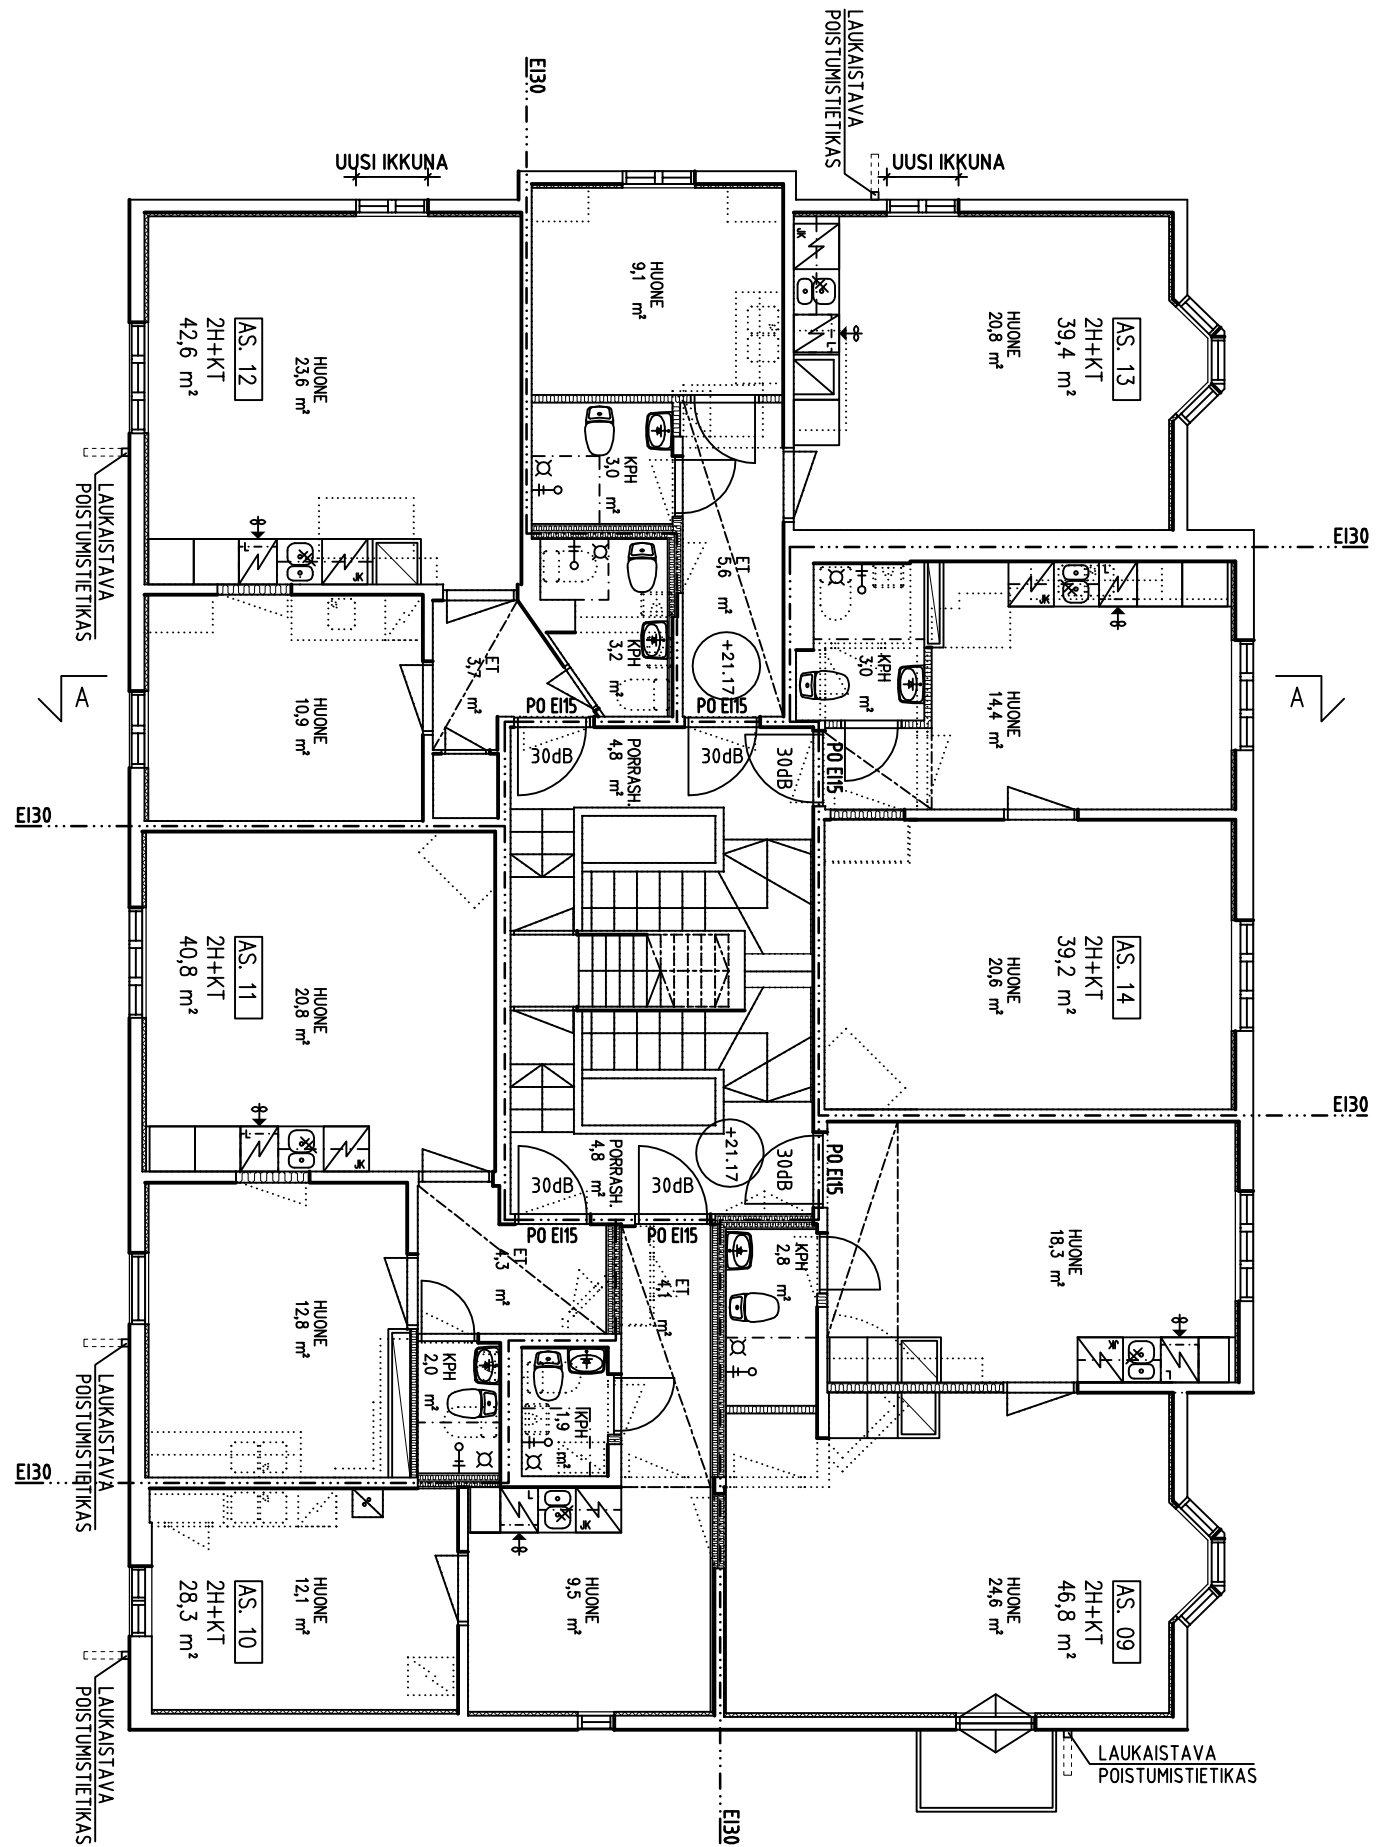 LAUKAISTAVA
POISTUMISTIETIKAS
EI30
UUSI IKKUNA
UUSI IKKUNA
HUONE
9,1 m²
JK
L
HUONE
20,8 m²
AS. 13
2H+KT
39,4 m²
AS. 12
2H+KT
42,6 m²
HUONE
23,6 m²
LAUKAISTAVA
POISTUMISTIETIKAS
L
JK
KPH
3,0 m²
ET
5,6 m²
EI30
JK
L
KPH
3,2 m²
+21.17
KPH
3,0 m²
HUONE
14,4 m²
A
A
ET
3,7 m²
HUONE
10,9 m²
PO EI15
PO EI15
PO EI15
30dB
30dB
30dB
PORRASH.
4,8 m²
EI30
AS. 11
2H+KT
40,8 m²
HUONE
20,8 m²
HUONE
20,6 m²
AS. 14
2H+KT
39,2 m²
EI30
L
JK
+21.17
PORRASH.
4,8 m²
30dB
30dB
30dB
PO EI15
PO EI15
PO EI15
ET
4,3 m²
ET
4,1 m²
KPH
2,8 m²
HUONE
18,3 m²
HUONE
12,8 m²
LAUKAISTAVA
POISTUMISTIETIKAS
KPH
2,0 m²
KPH
1,9 m²
L
EI30
L
JK
AS. 10
2H+KT
28,3 m²
HUONE
12,1 m²
HUONE
9,5 m²
HUONE
24,6 m²
AS. 09
2H+KT
46,8 m²
LAUKAISTAVA
POISTUMISTIETIKAS
LAUKAISTAVA
POISTUMISTIETIKAS
EI30